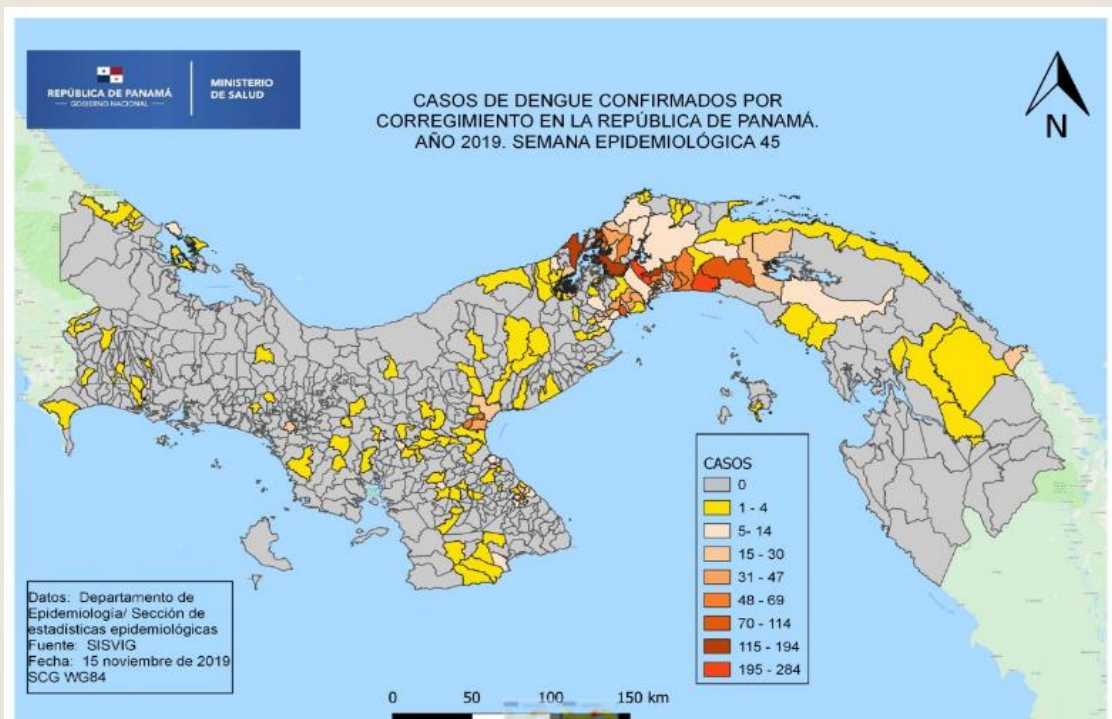 REPÚBLICA DE PANAMÁ
GOBIERNO NACIONAL
MINISTERIO
DE SALUD
CASOS DE DENGUE CONFIRMADOS POR
CORREGIMIENTO EN LA REPÚBLICA DE PANAMÁ.
AÑO 2019. SEMANA EPIDEMIOLÓGICA 45
N
CASOS
0
1 - 4
5- 14
15 - 30
31 - 47
48 - 69
70 - 114
115 - 194
195 - 284
Datos: Departamento de
Epidemiología/ Sección de
estadísticas epidemiológicas
Fuente: SISVIG
Fecha: 15 noviembre de 2019
SCG WG84
0 50 100 150 km